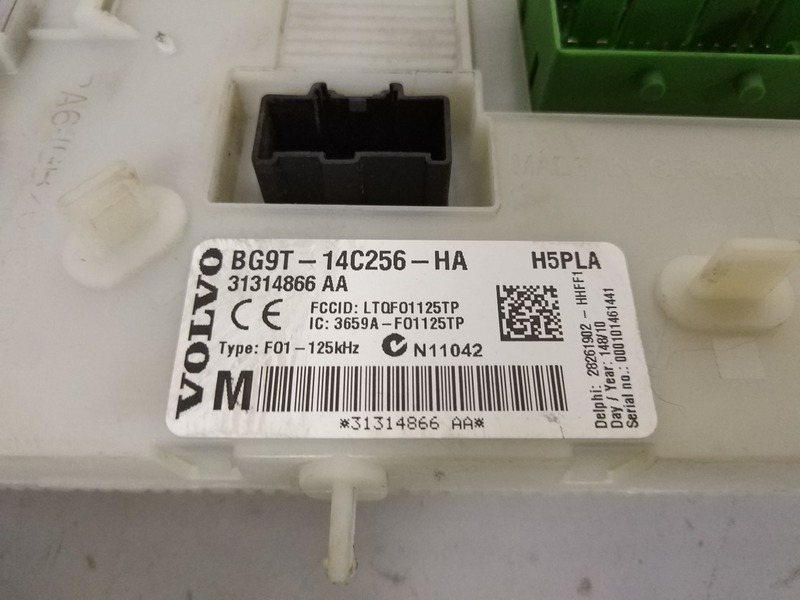 VOLVO
BG9T-14C256-HA H5PLA
31314866 AA
CE FCCID: LTQF01125TP
IC: 3659A-F01125TP
Type: F01-125kHz N11042
M
*31314866 AA*
Delphi: 28261902 - HHFF1
Day / Year: 148/10
Serial no.: 000101461441